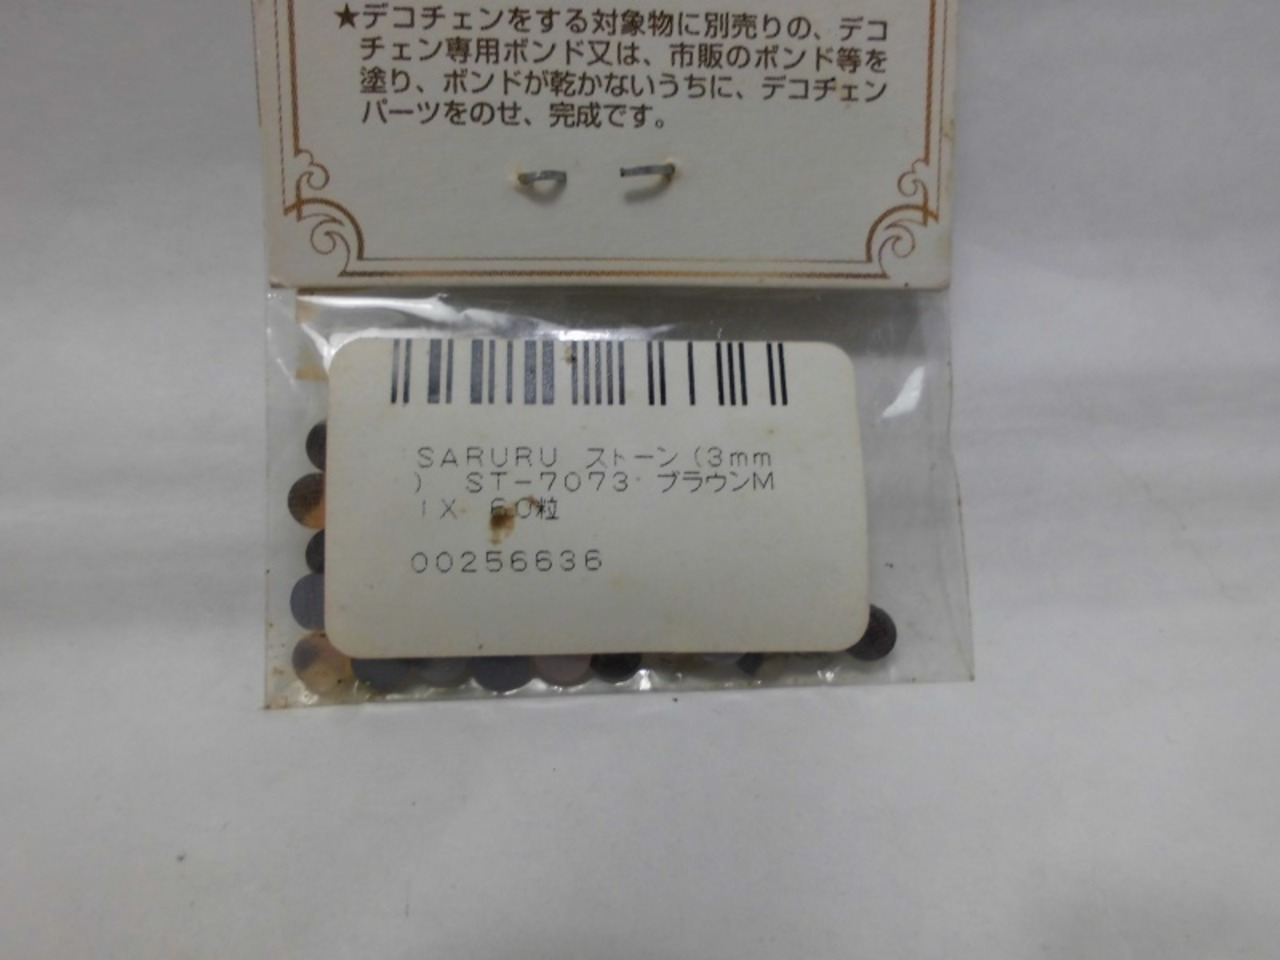 ★デコチェンをする対象物に別売りの、デコ
チェン専用ボンド又は、市販のボンド等を
塗り、ボンドが乾かないうちに、デコチェン
パーツをのせ、完成です。
SARURU ストーン(3mm
) ST-7073 ブラウンM
IX 60粒
00256636